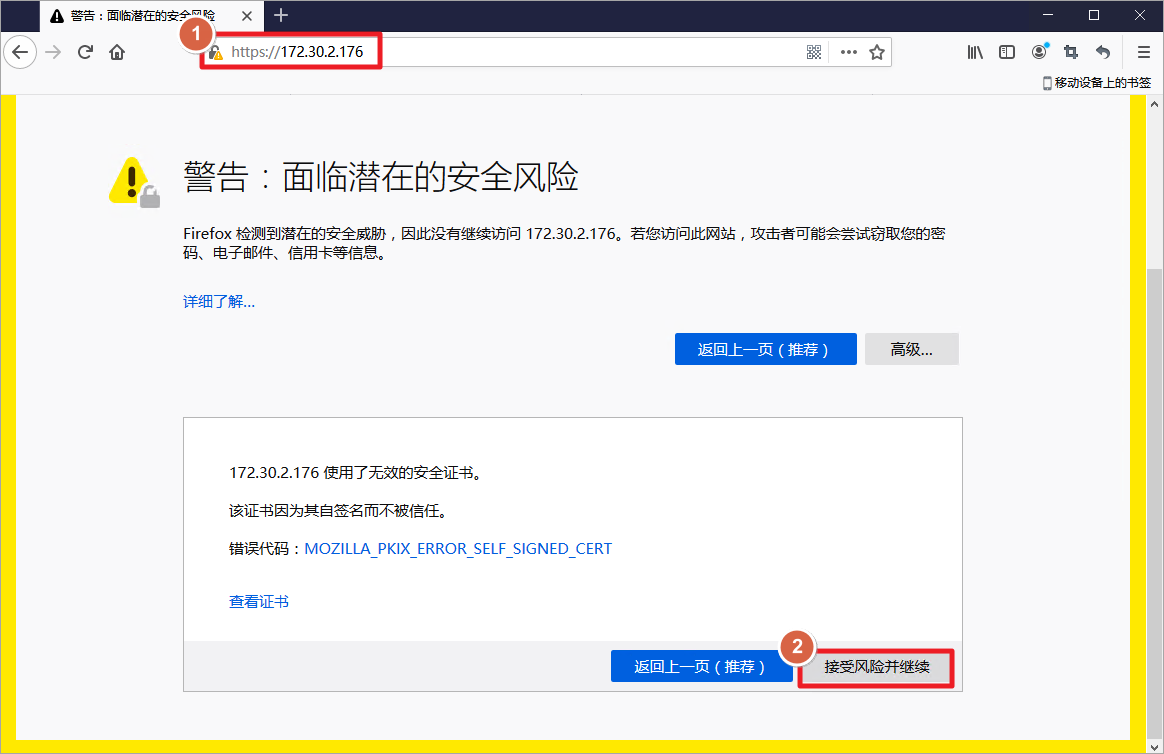 警告：面临潜在的安全风险
1
https://172.30.2.176
移动设备上的书签
警告：面临潜在的安全风险
Firefox 检测到潜在的安全威胁，因此没有继续访问 172.30.2.176。若您访问此网站，攻击者可能会尝试窃取您的密
码、电子邮件、信用卡等信息。
详细了解...
返回上一页（推荐） 高级...
172.30.2.176 使用了无效的安全证书。
该证书因为其自签名而不被信任。
错误代码：MOZILLA_PKIX_ERROR_SELF_SIGNED_CERT
查看证书
2
返回上一页（推荐） 接受风险并继续